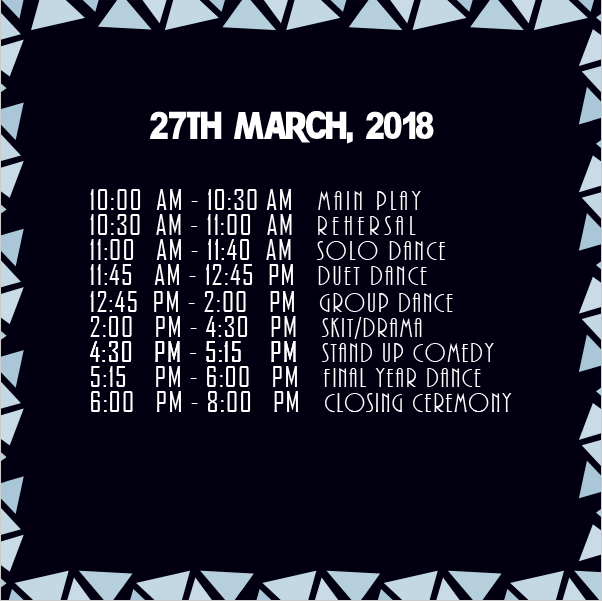 27TH MARCH, 2018
10:00 AM - 10:30 AM MAIN PLAY
10:30 AM - 11:00 AM REHERSAL
11:00 AM - 11:40 AM SOLO DANCE
11:45 AM - 12:45 PM DUET DANCE
12:45 PM - 2:00 PM GROUP DANCE
2:00 PM - 4:30 PM SKIT/DRAMA
4:30 PM - 5:15 PM STAND UP COMEDY
5:15 PM - 6:00 PM FINAL YEAR DANCE
6:00 PM - 8:00 PM CLOSING CEREMONY